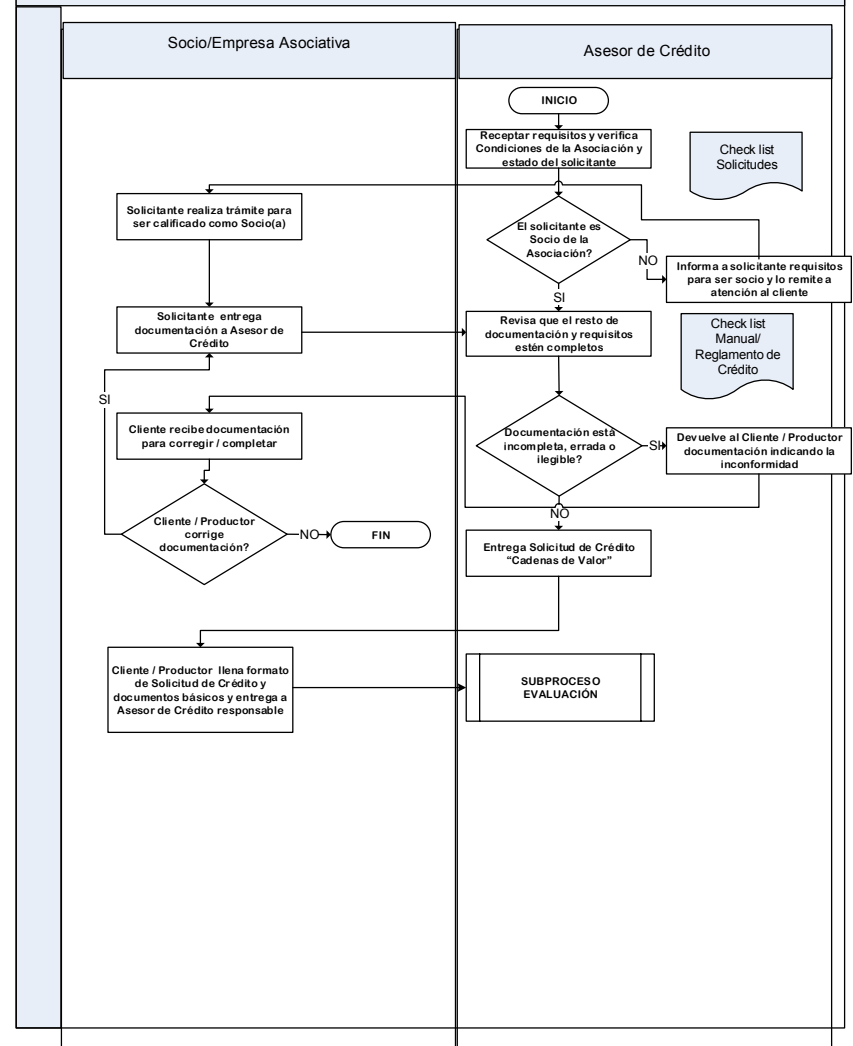 Socio/Empresa Asociativa
Asesor de Crédito
INICIO
Receptar requisitos y verifica
Condiciones de la Asociación y
estado del solicitante
Check list
Solicitudes
Solicitante realiza trámite para
ser calificado como Socio(a)
El solicitante es
Socio de la
Asociación?
NO
Informa a solicitante requisitos
para ser socio y lo remite a
atención al cliente
SI
Solicitante entrega
documentación a Asesor de
Crédito
Revisa que el resto de
documentación y requisitos
estén completos
Check list
Manual/
Reglamento de
Crédito
SI
Cliente recibe documentación
para corregir / completar
Documentación está
incompleta, errada o
ilegible?
SI
Devuelve al Cliente / Productor
documentación indicando la
inconformidad
NO
Cliente / Productor
corrige
documentación?
NO
FIN
Entrega Solicitud de Crédito
“Cadenas de Valor”
Cliente / Productor llena formato
de Solicitud de Crédito y
documentos básicos y entrega a
Asesor de Crédito responsable
SUBPROCESO
EVALUACIÓN